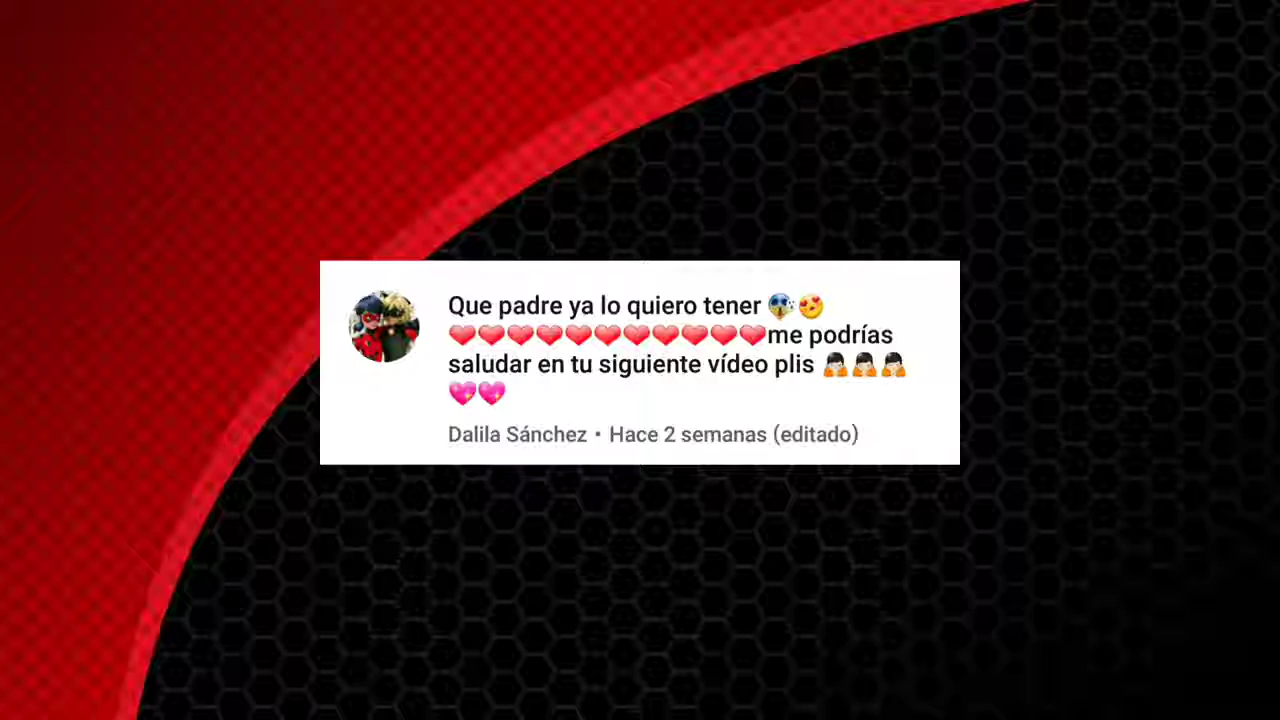 Que padre ya lo quiero tener 😱😍
❤❤❤❤❤❤❤❤❤❤❤me podrías
saludar en tu siguiente vídeo plis 🙇🏻🙇🏻🙇🏻
💖💖
Dalila Sánchez • Hace 2 semanas (editado)